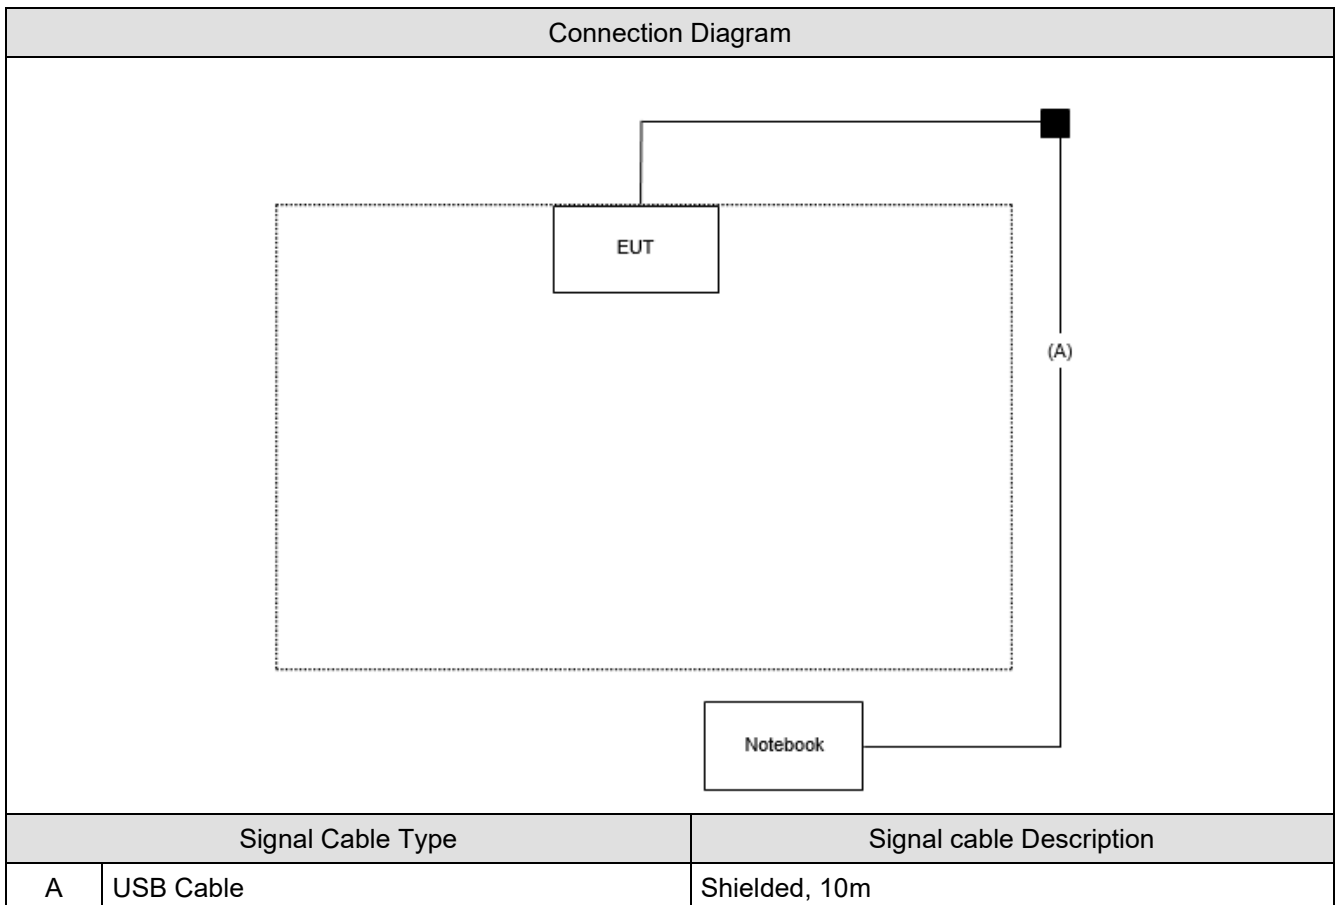 Connection Diagram
EUT
(A)
Notebook
Signal Cable Type Signal cable Description
A USB Cable Shielded, 10m